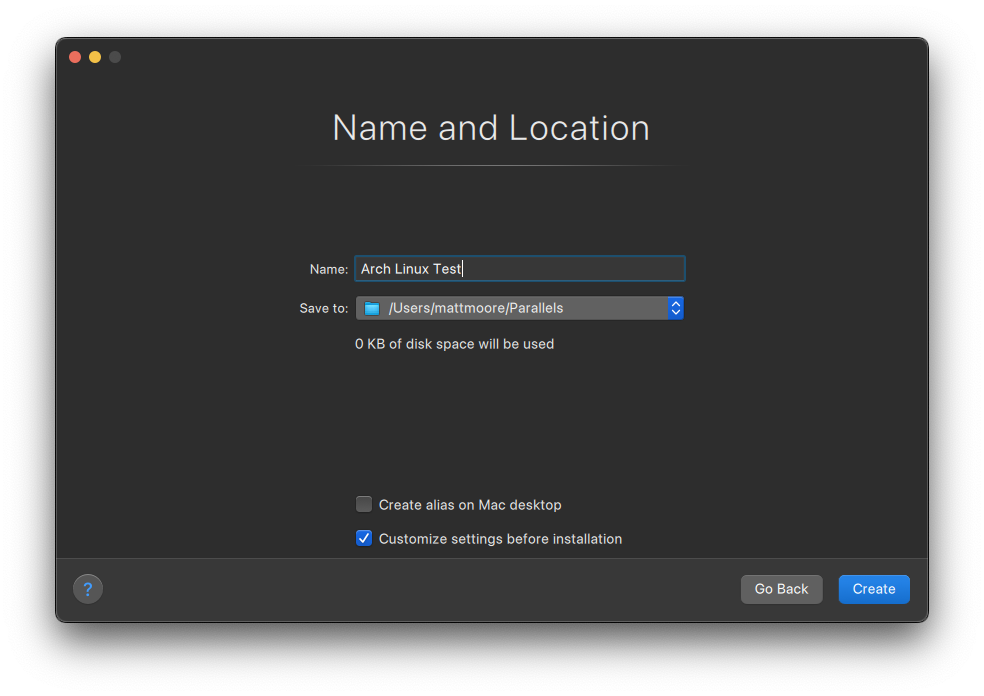 Name and Location
Name: Arch Linux Test
Save to: /Users/mattmoore/Parallels
0 KB of disk space will be used
Create alias on Mac desktop
Customize settings before installation
? Go Back Create